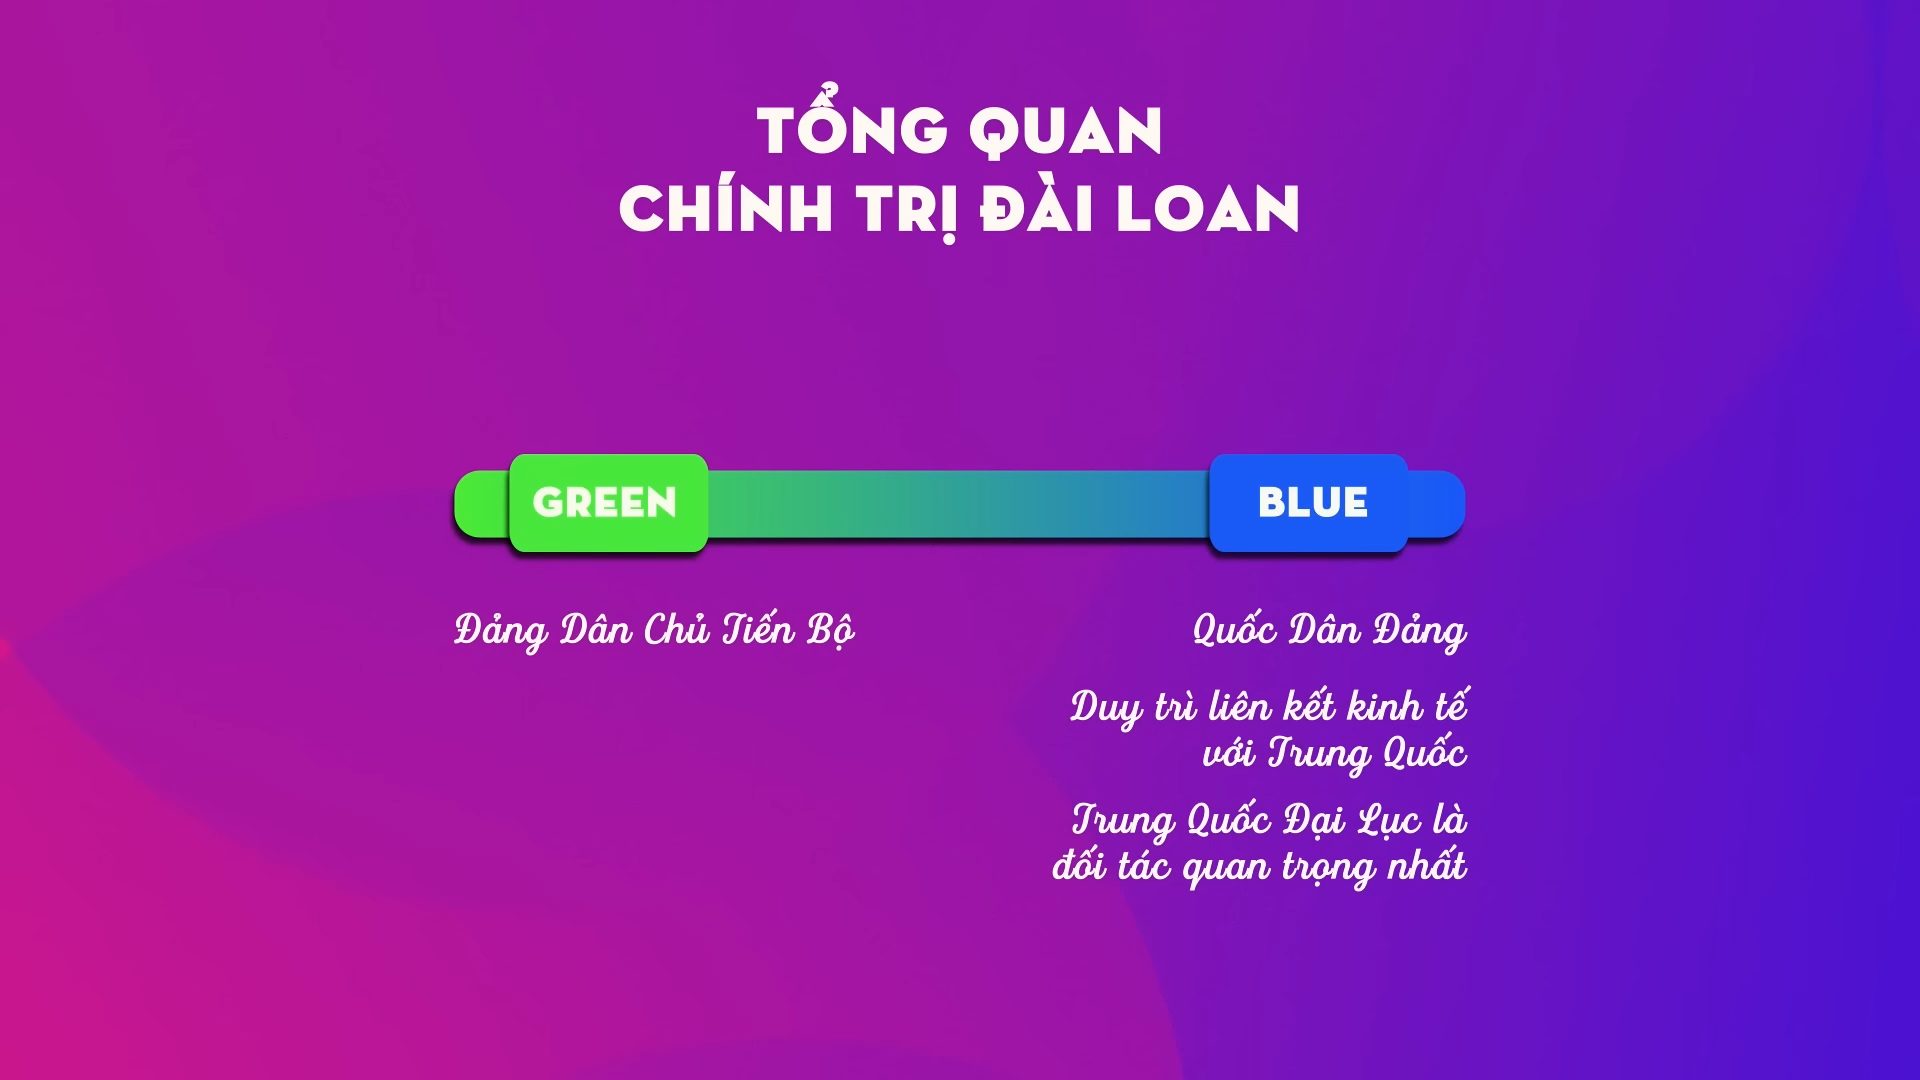 TỔNG QUAN
CHÍNH TRỊ ĐÀI LOAN
GREEN
BLUE
Đảng Dân Chủ Tiến Bộ
Quốc Dân Đảng
Duy trì liên kết kinh tế
với Trung Quốc
Trung Quốc Đại Lục là
đối tác quan trọng nhất